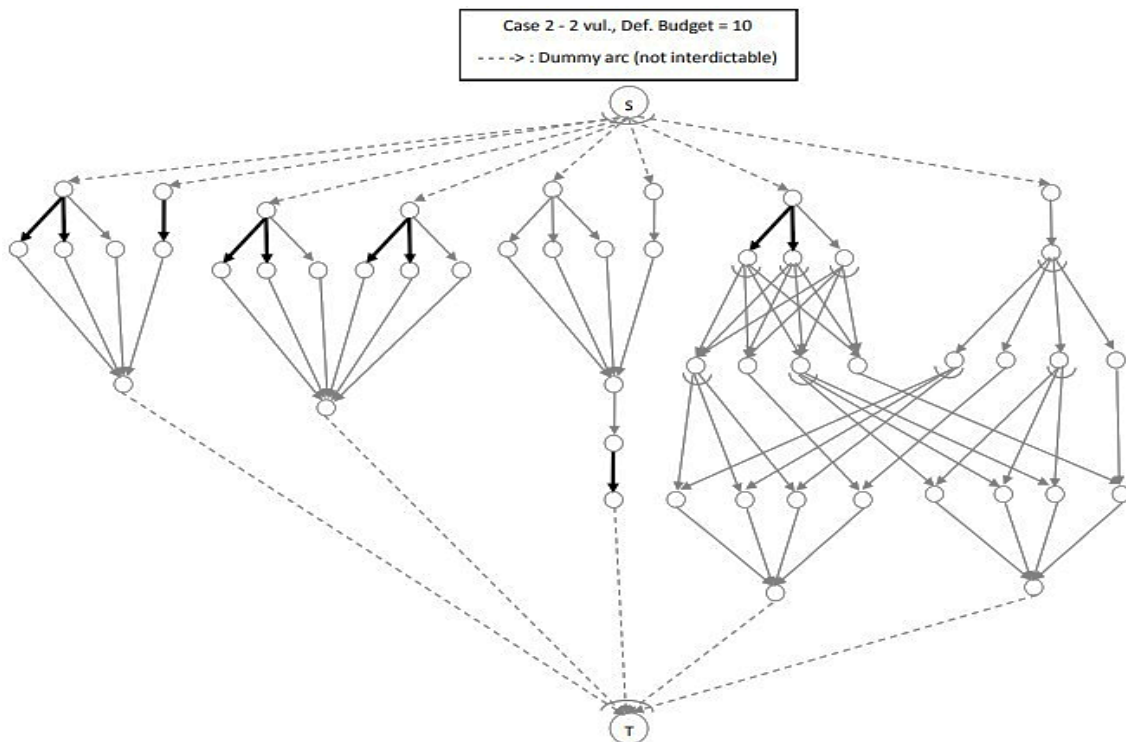 Case 2 - 2 vul., Def. Budget = 10
----> : Dummy arc (not interdictable)
S
T